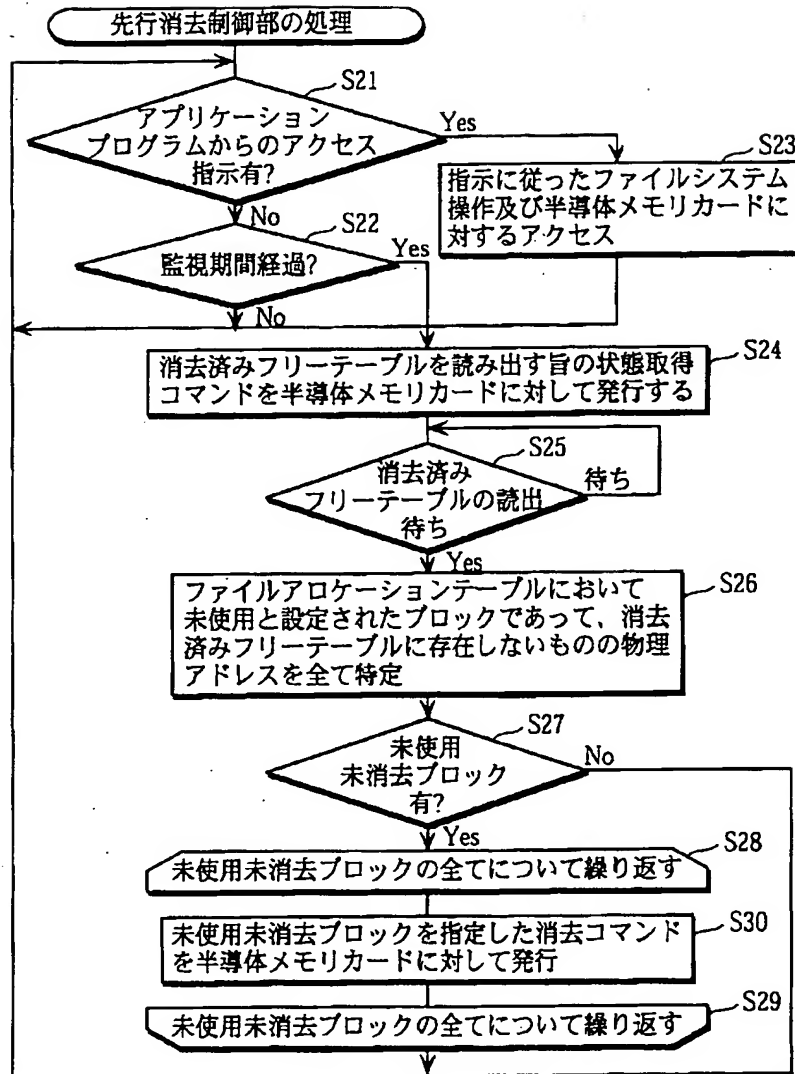 先行消去制御部の処理
S21
アプリケーション
プログラムからのアクセス
指示有?
Yes
S23
指示に従ったファイルシステム
操作及び半導体メモリカードに
対するアクセス
No
S22
監視期間経過?
Yes
No
S24
消去済みフリーテーブルを読み出す旨の状態取得
コマンドを半導体メモリカードに対して発行する
S25
消去済み
フリーテーブルの読出
待ち
待ち
Yes
S26
ファイルアロケーションテーブルにおいて
未使用と設定されたブロックであって、消去
済みフリーテーブルに存在しないものの物理
アドレスを全て特定
S27
未使用
未消去ブロック
有?
No
Yes
S28
未使用未消去ブロックの全てについて繰り返す
S30
未使用未消去ブロックを指定した消去コマンド
を半導体メモリカードに対して発行
S29
未使用未消去ブロックの全てについて繰り返す